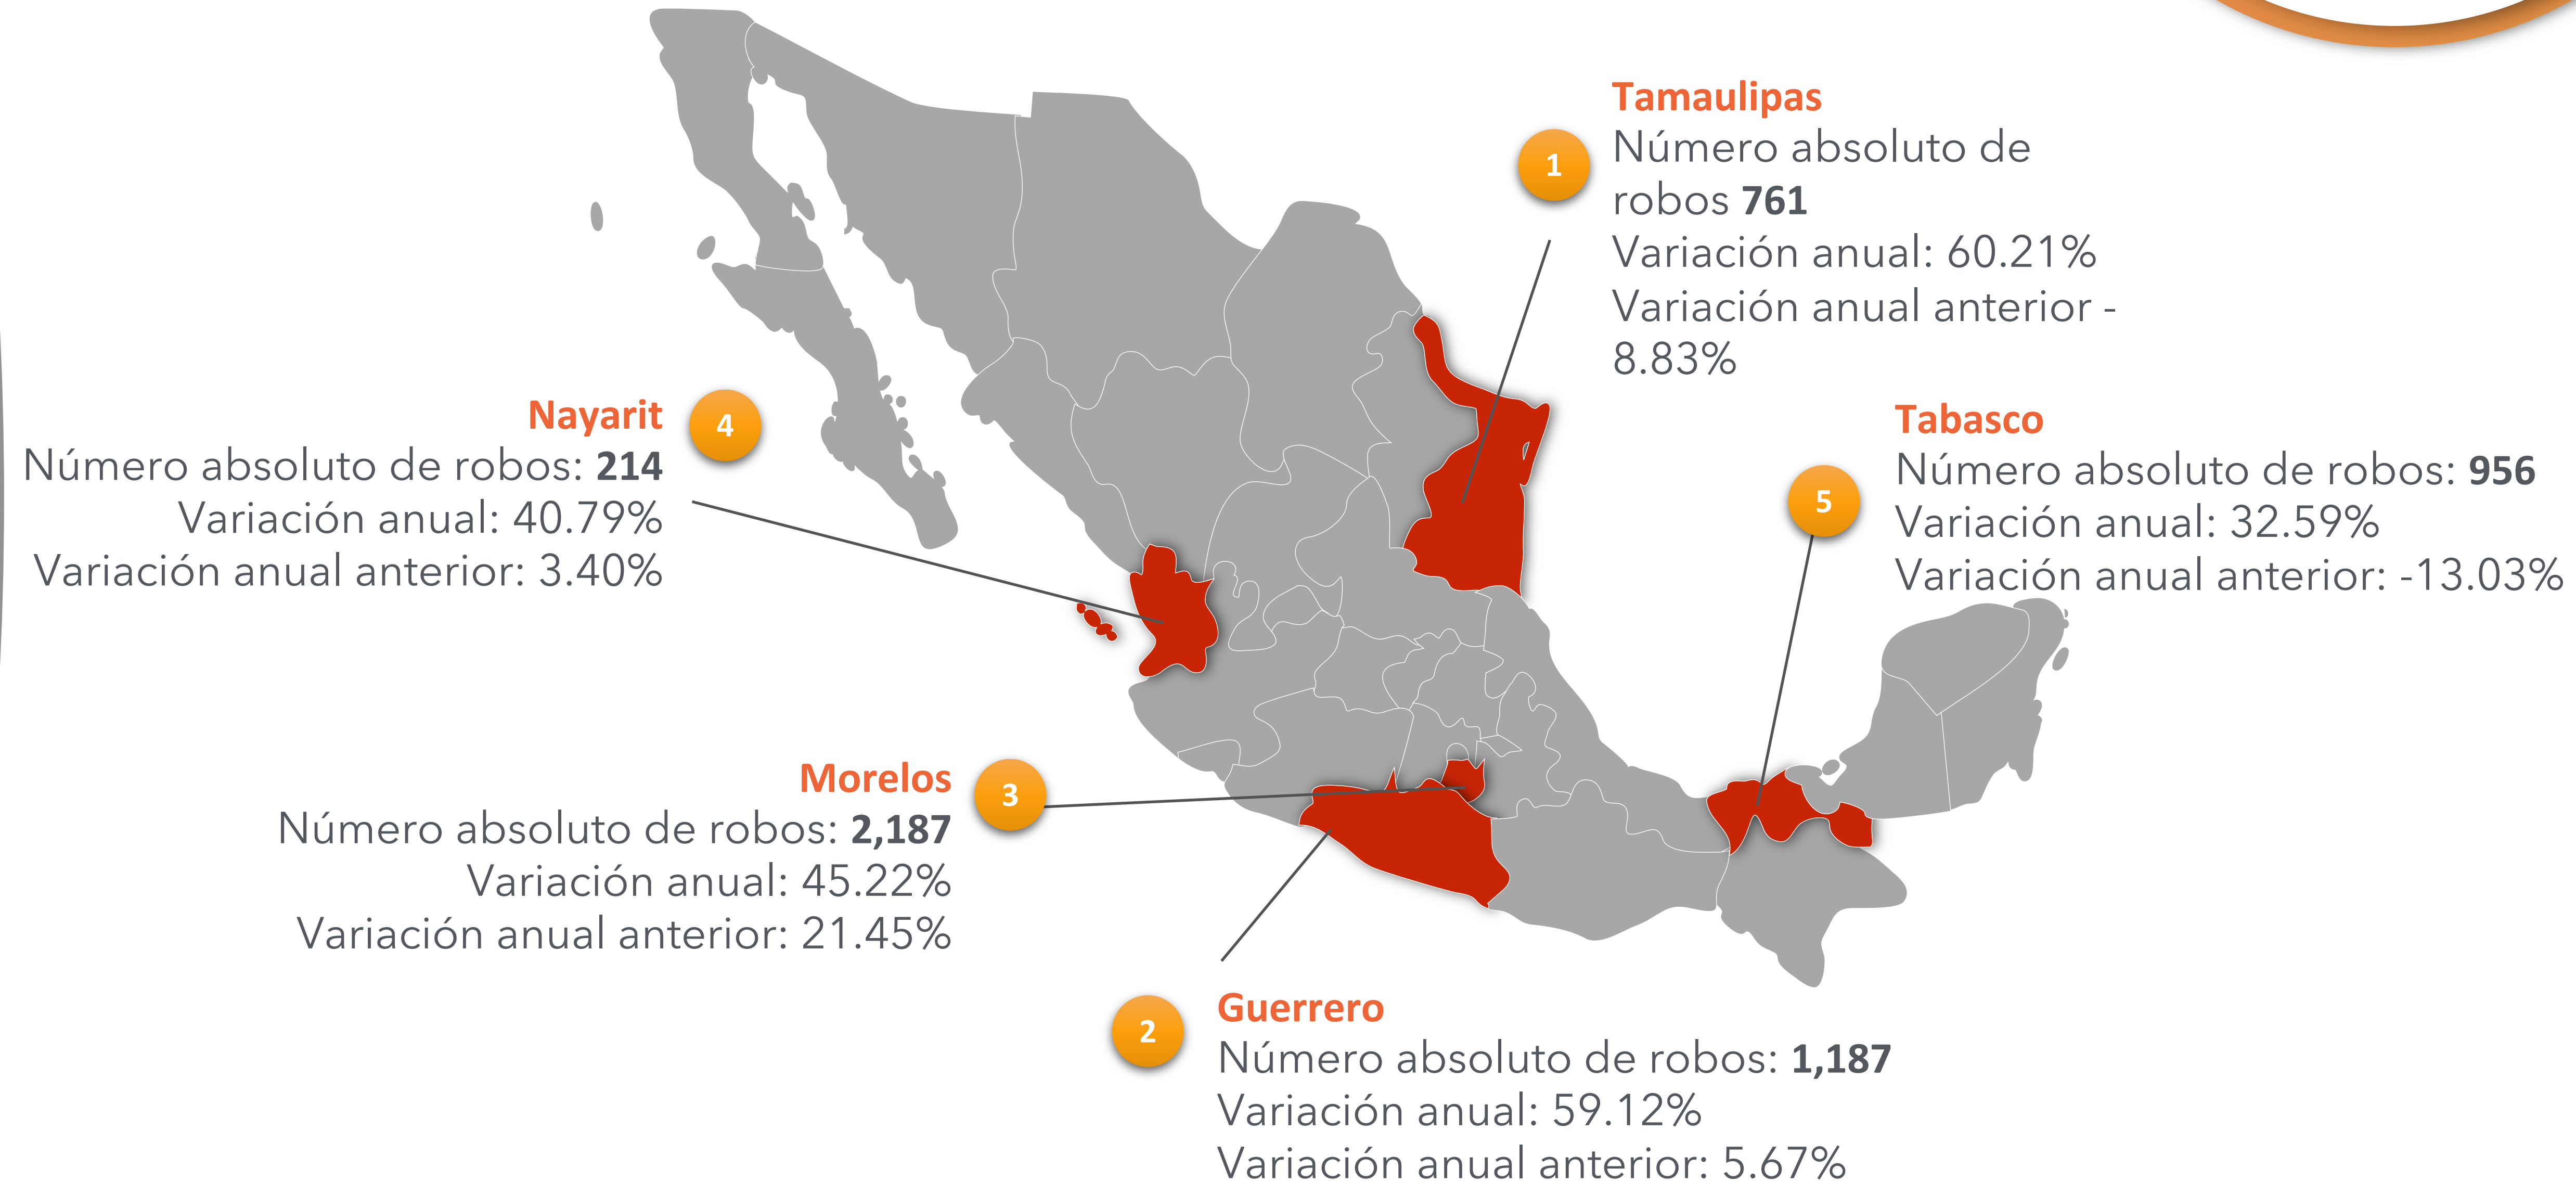 1
Tamaulipas
Número absoluto de
robos 761
Variación anual: 60.21%
Variación anual anterior -
8.83%
4
Nayarit
Número absoluto de robos: 214
Variación anual: 40.79%
Variación anual anterior: 3.40%
5
Tabasco
Número absoluto de robos: 956
Variación anual: 32.59%
Variación anual anterior: -13.03%
3
Morelos
Número absoluto de robos: 2,187
Variación anual: 45.22%
Variación anual anterior: 21.45%
2
Guerrero
Número absoluto de robos: 1,187
Variación anual: 59.12%
Variación anual anterior: 5.67%